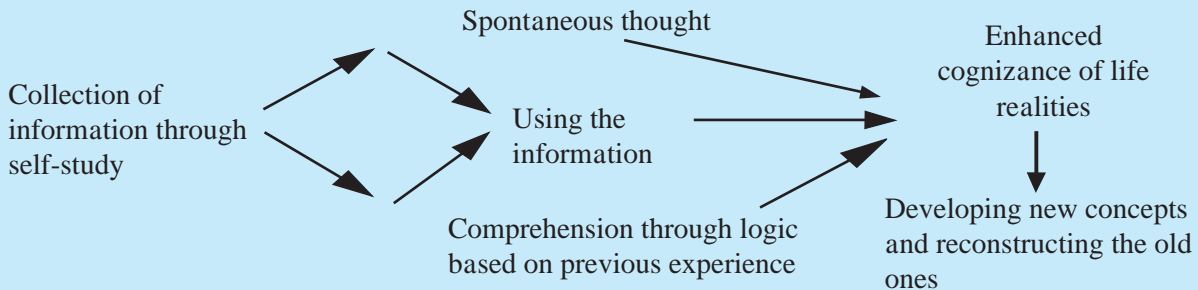 Spontaneous thought
Enhanced
cognizance of life
realities
Collection of
information through
self-study
Using the
information
Comprehension through logic
based on previous experience
Developing new concepts
and reconstructing the old
ones